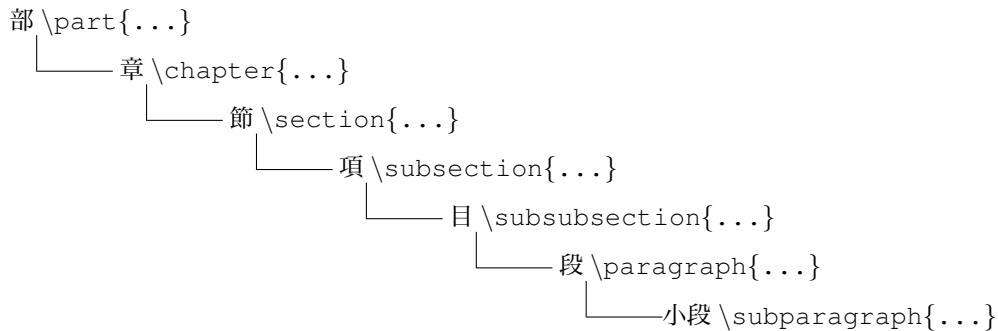 部 \part{...}
章 \chapter{...}
節 \section{...}
項 \subsection{...}
目 \subsubsection{...}
段 \paragraph{...}
小段 \subparagraph{...}